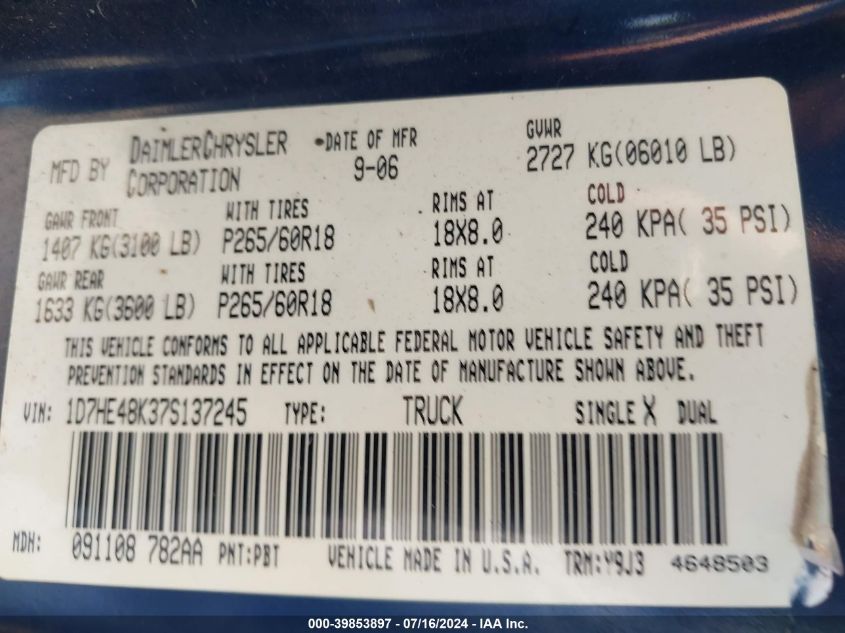 MFD BY DAIMLERCHRYSLER CORPORATION DATE OF MFR 9-06 GVWR 2727 KG(06010 LB)
GAWR FRONT WITH TIRES RIMS AT COLD
1407 KG(3100 LB) P265/60R18 18X8.0 240 KPA( 35 PSI)
GAWR REAR WITH TIRES RIMS AT COLD
1633 KG(3600 LB) P265/60R18 18X8.0 240 KPA( 35 PSI)
THIS VEHICLE CONFORMS TO ALL APPLICABLE FEDERAL MOTOR VEHICLE SAFETY AND THEFT
PREVENTION STANDARDS IN EFFECT ON THE DATE OF MANUFACTURE SHOWN ABOVE.
VIN: 1D7HE48K37S137245 TYPE: TRUCK SINGLE X DUAL
MDH: 091108 782AA PNT:PBT VEHICLE MADE IN U.S.A. TRM:Y9J3 4648503
000-39853897 - 07/16/2024 - IAA Inc.